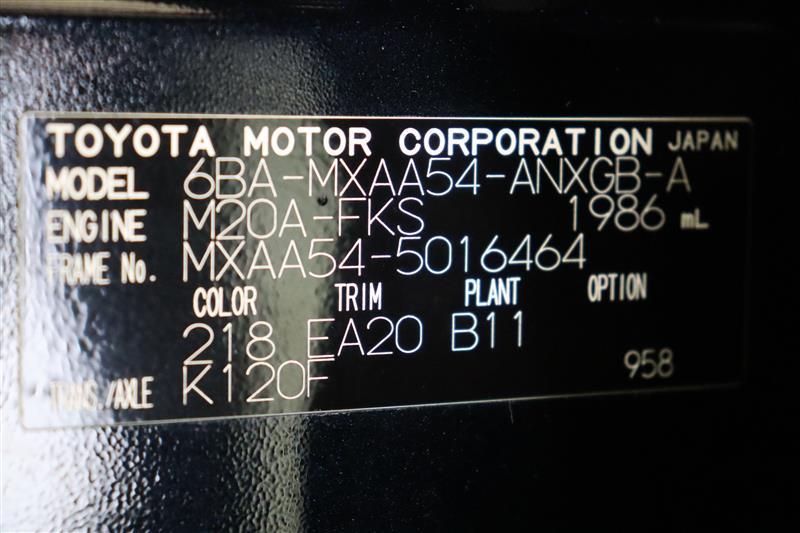 TOYOTA MOTOR CORPORATION JAPAN
MODEL 6BA-MXAA54-ANXGB-A
ENGINE M20A-FKS 1986 mL
FRAME No. MXAA54-5016464
COLOR TRIM PLANT OPTION
218 EA20 B11
TRANS./AXLE K120F 958